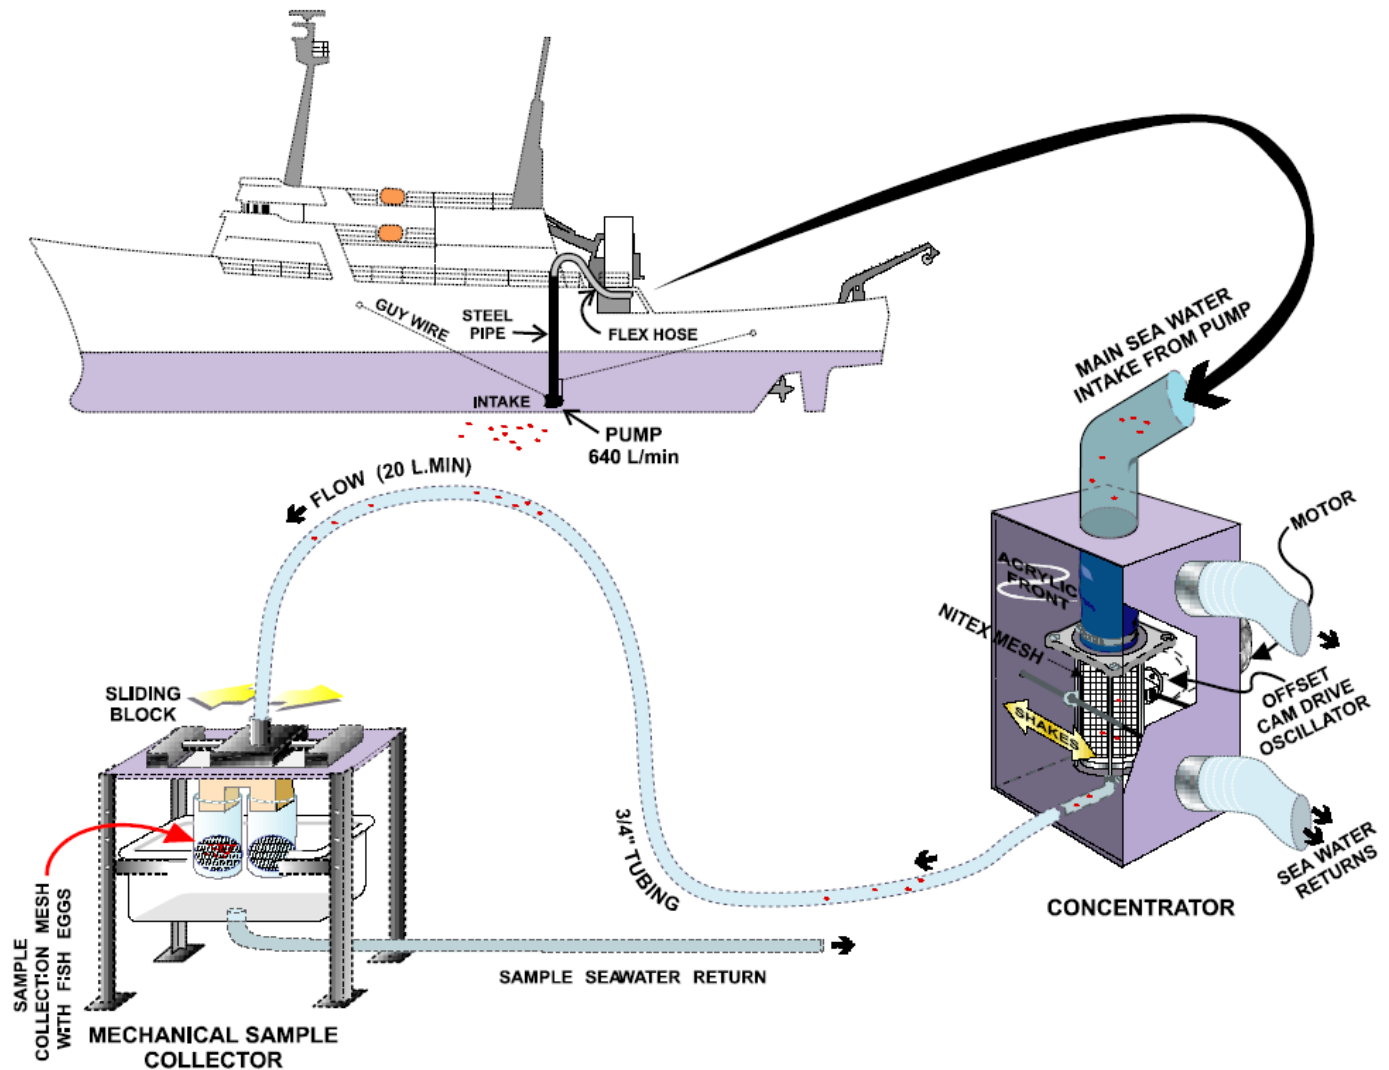 GUY WIRE
STEEL
PIPE
FLEX HOSE
INTAKE
PUMP
640 L/min
MAIN SEA WATER
INTAKE FROM PUMP
FLOW (20 L.MIN)
MOTOR
ACRYLIC
FRONT
NITEX MESH
SHAKES
OFFSET
CAM DRIVE
OSCILLATOR
SLIDING
BLOCK
3/4" TUBING
SEA WATER
RETURNS
CONCENTRATOR
SAMPLE
COLLECTION MESH
WITH FISH EGGS
SAMPLE SEAWATER RETURN
MECHANICAL SAMPLE
COLLECTOR